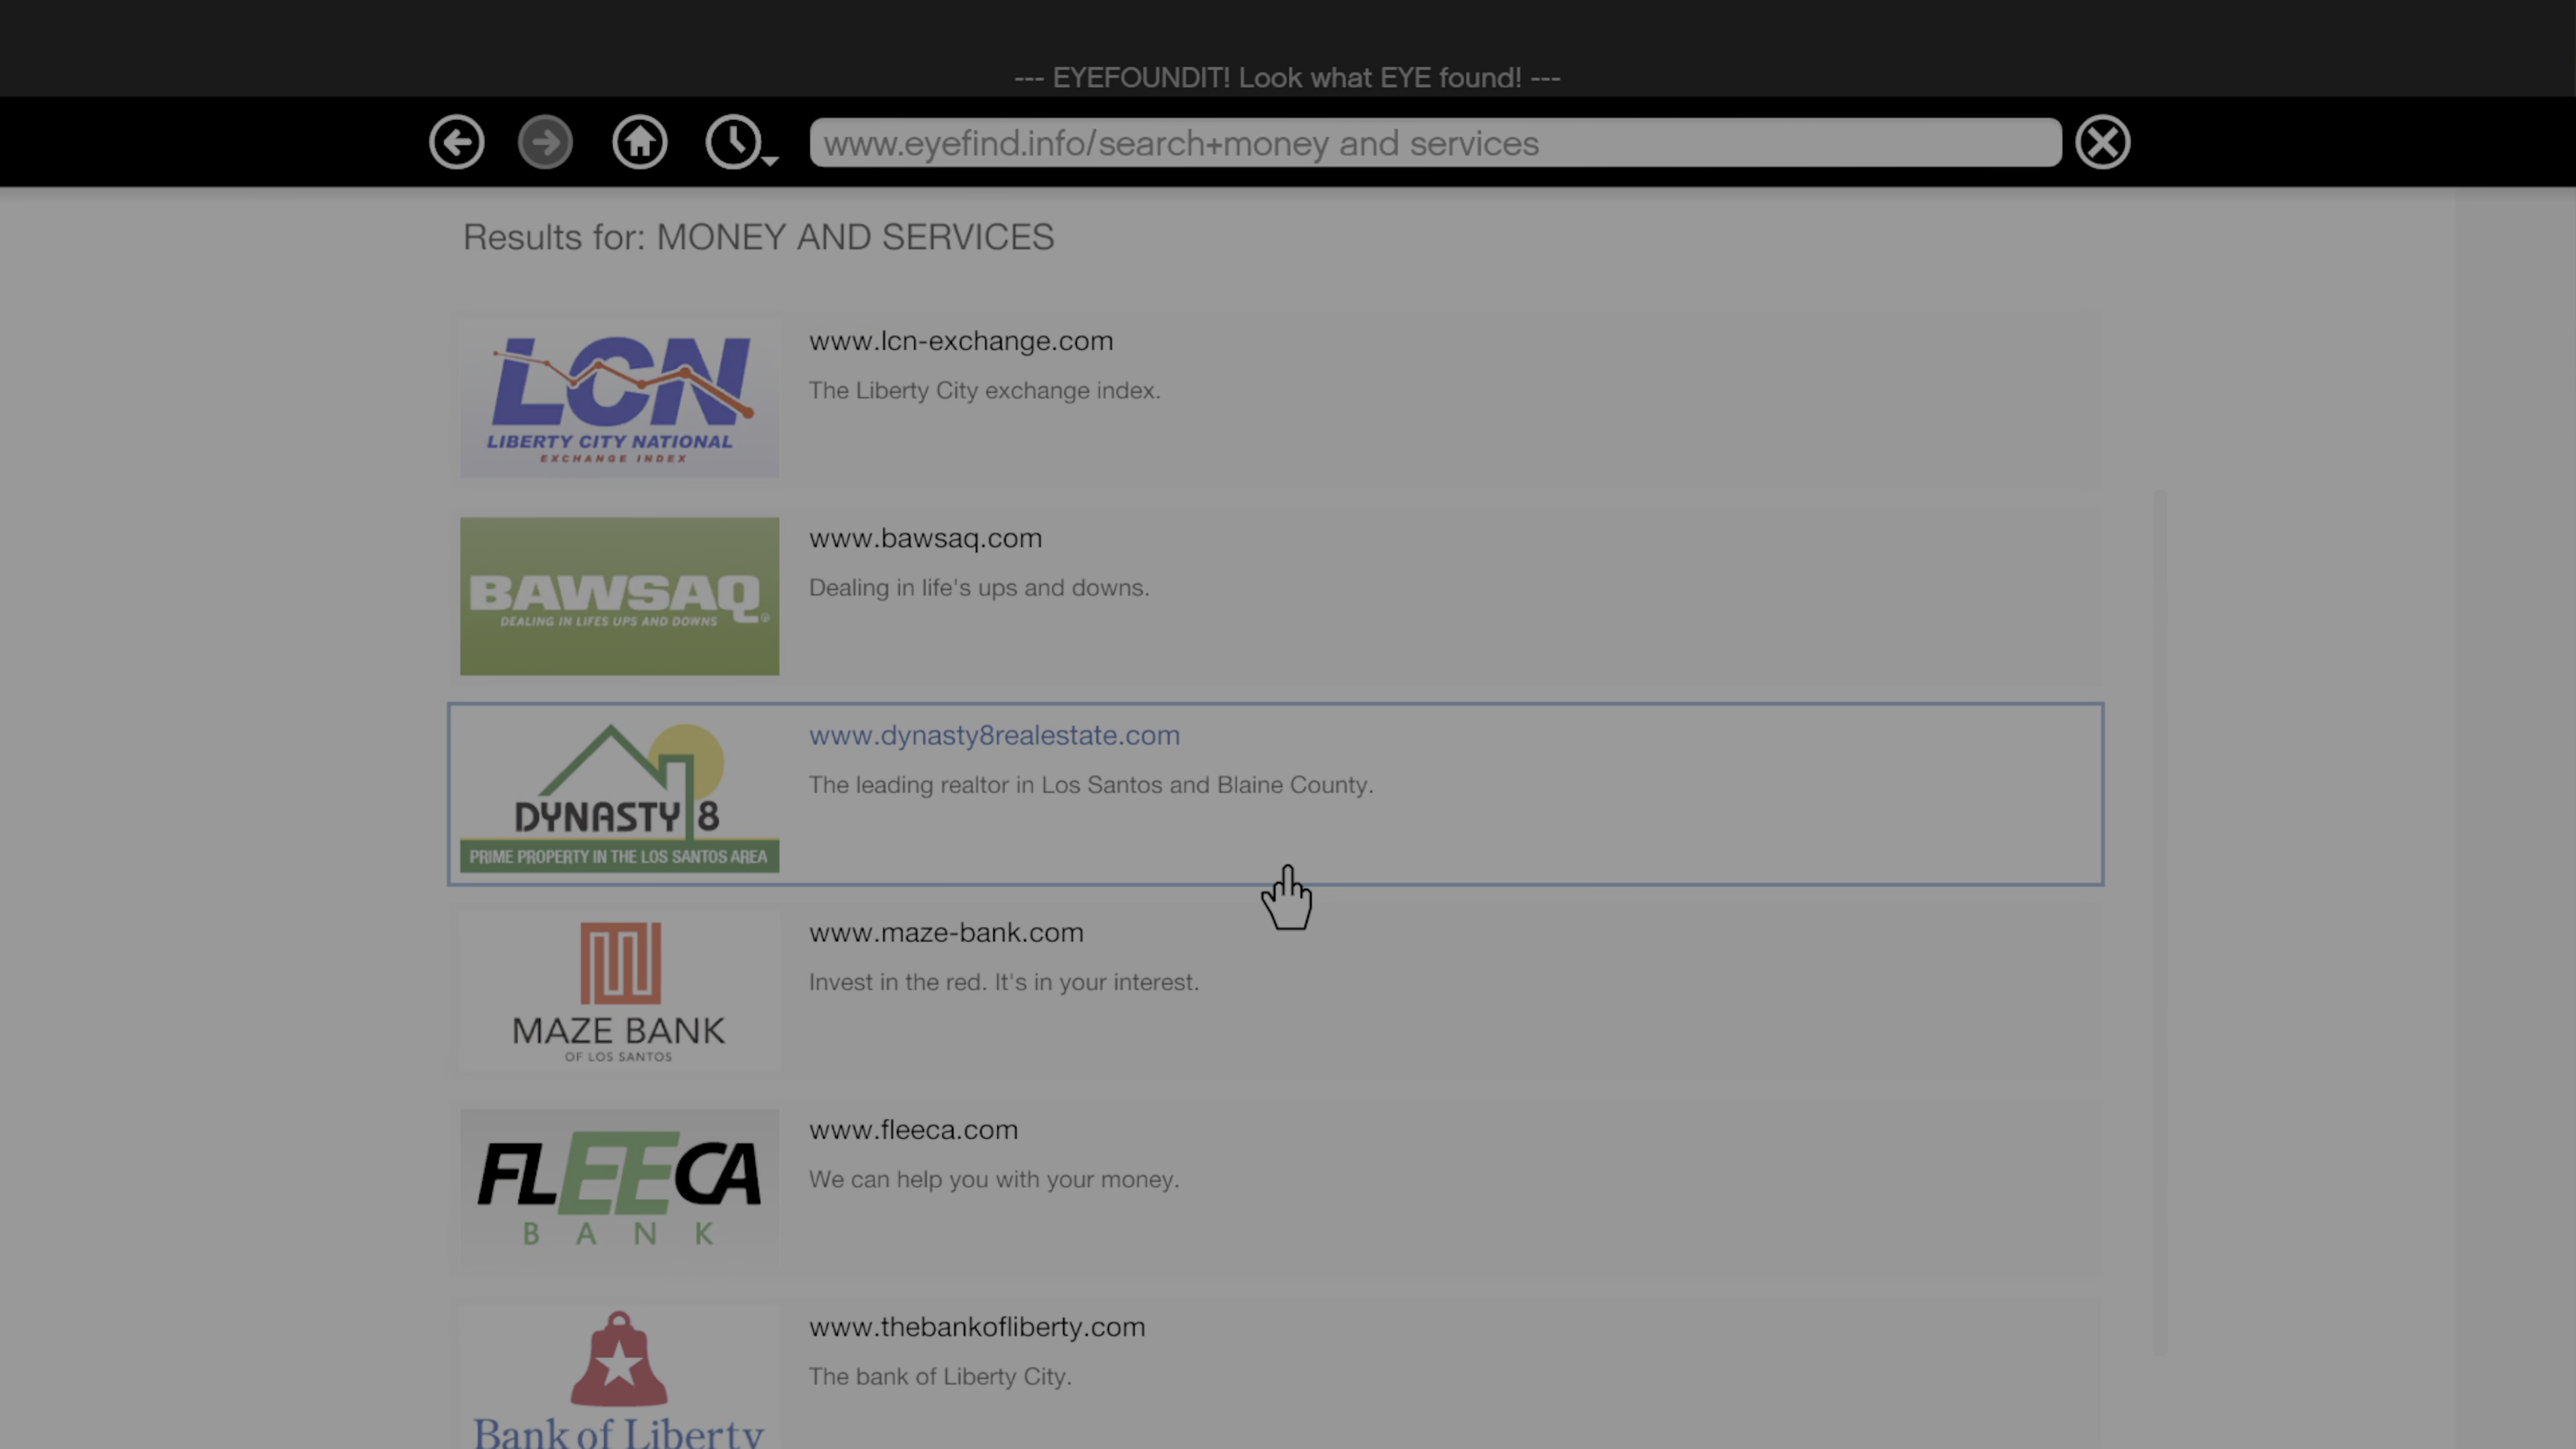 --- EYEFOUNDIT! Look what EYE found! ---
www.eyefind.info/search+money and services
Results for: MONEY AND SERVICES
LCN
LIBERTY CITY NATIONAL
EXCHANGE INDEX
www.lcn-exchange.com
The Liberty City exchange index.
BAWSAQ
DEALING IN LIFES UPS AND DOWNS
www.bawsaq.com
Dealing in life's ups and downs.
DYNASTY 8
PRIME PROPERTY IN THE LOS SANTOS AREA
www.dynasty8realestate.com
The leading realtor in Los Santos and Blaine County.
MAZE BANK
OF LOS SANTOS
www.maze-bank.com
Invest in the red. It's in your interest.
FLEECA
BANK
www.fleeca.com
We can help you with your money.
Bank of Liberty
www.thebankofliberty.com
The bank of Liberty City.